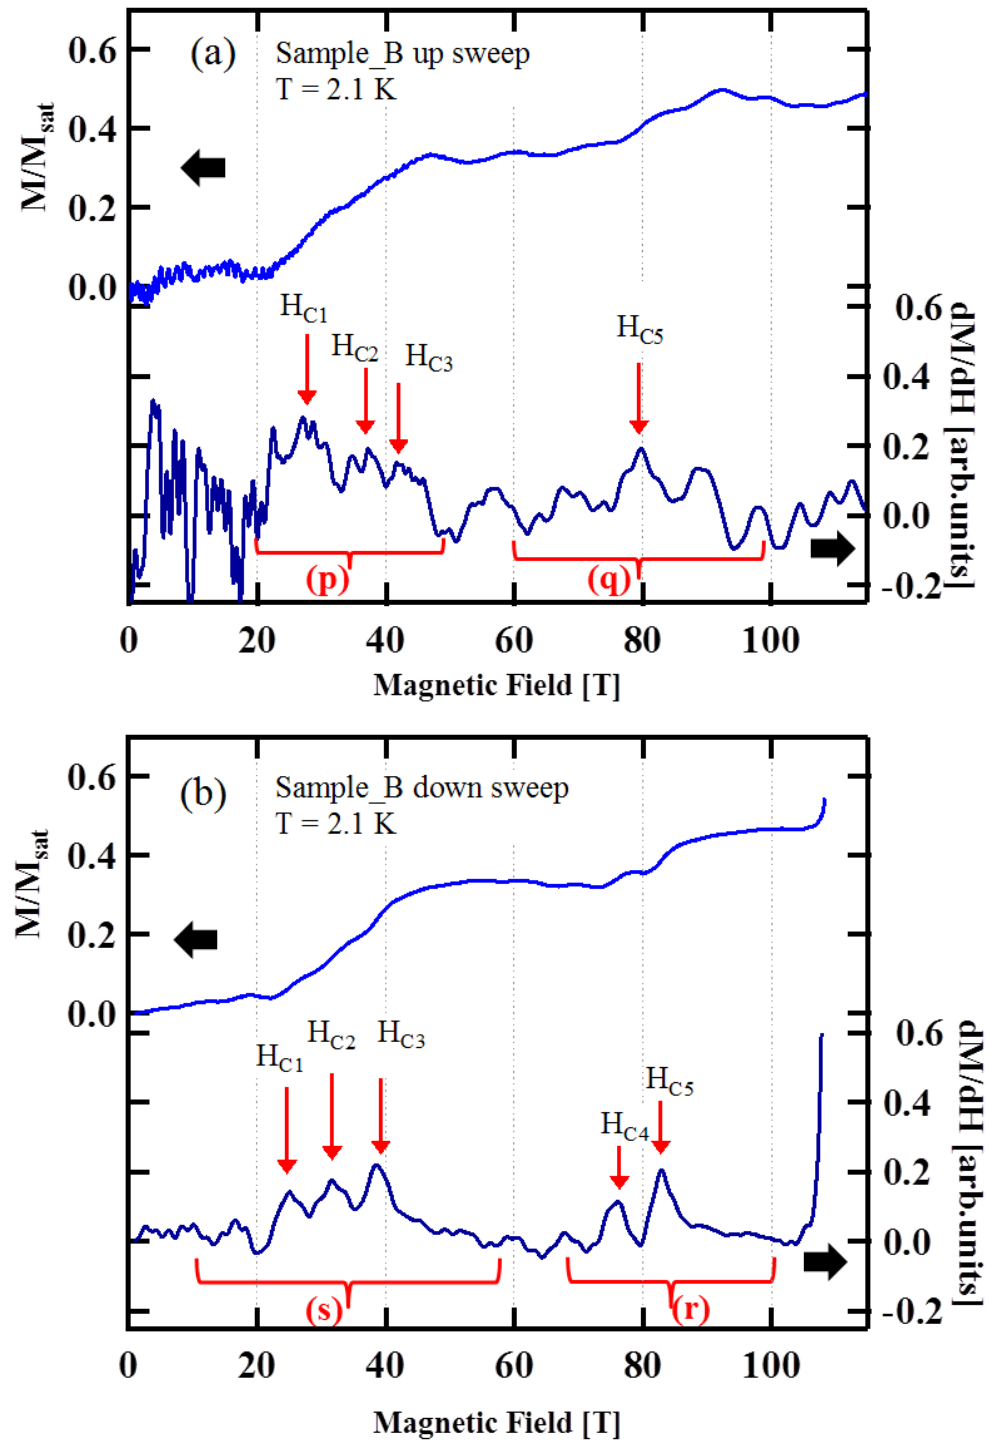 (a)
Sample_B up sweep
T = 2.1 K
M/Msat
0.6
0.4
0.2
0.0
HC1
HC2
HC3
HC5
0.6
0.4
0.2
0.0
-0.2
dM/dH [arb.units]
(p)
(q)
0 20 40 60 80 100
Magnetic Field [T]
(b)
Sample_B down sweep
T = 2.1 K
M/Msat
0.6
0.4
0.2
0.0
HC1
HC2
HC3
HC4
HC5
0.6
0.4
0.2
0.0
-0.2
dM/dH [arb.units]
(s)
(r)
0 20 40 60 80 100
Magnetic Field [T]